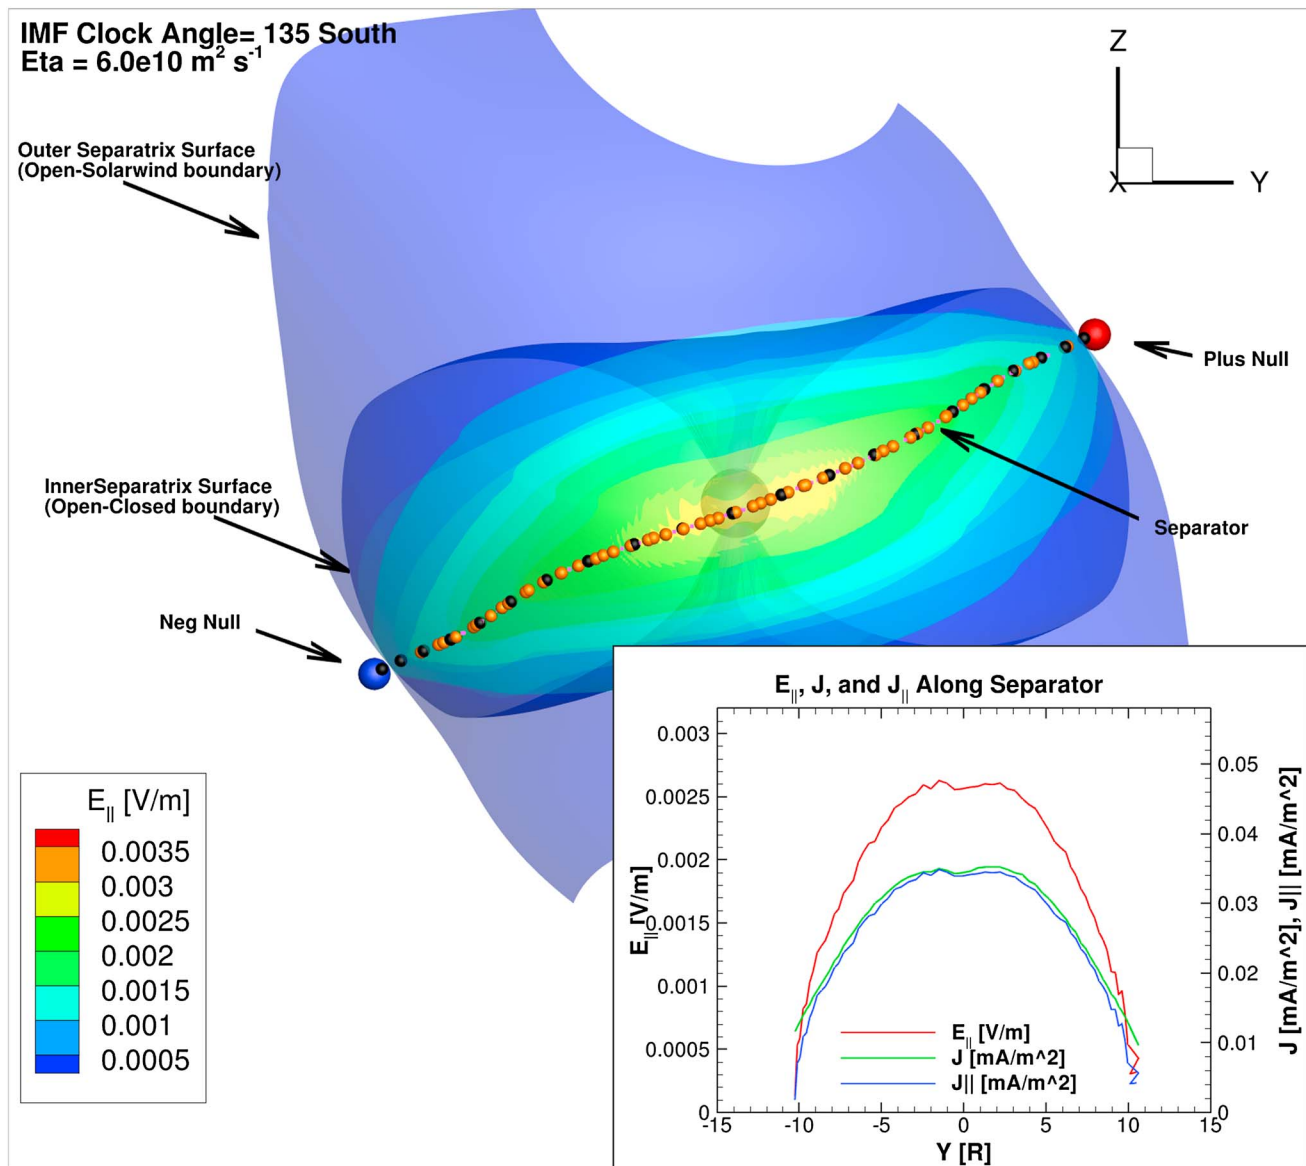 IMF Clock Angle= 135 South
Eta = 6.0e10 m² s⁻¹
Z
X
Y
Outer Separatrix Surface
(Open-Solarwind boundary)
Plus Null
InnerSeparatrix Surface
(Open-Closed boundary)
Separator
Neg Null
E|| [V/m]
0.0035
0.003
0.0025
0.002
0.0015
0.001
0.0005
E||, J, and J|| Along Separator
0.003
0.0025
0.002
0.0015
0.001
0.0005
0
E|| [V/m]
0.05
0.04
0.03
0.02
0.01
0
J [mA/m^2], J|| [mA/m^2]
E|| [V/m]
J [mA/m^2]
J|| [mA/m^2]
-15 -10 -5 0 5 10 15
Y [R]